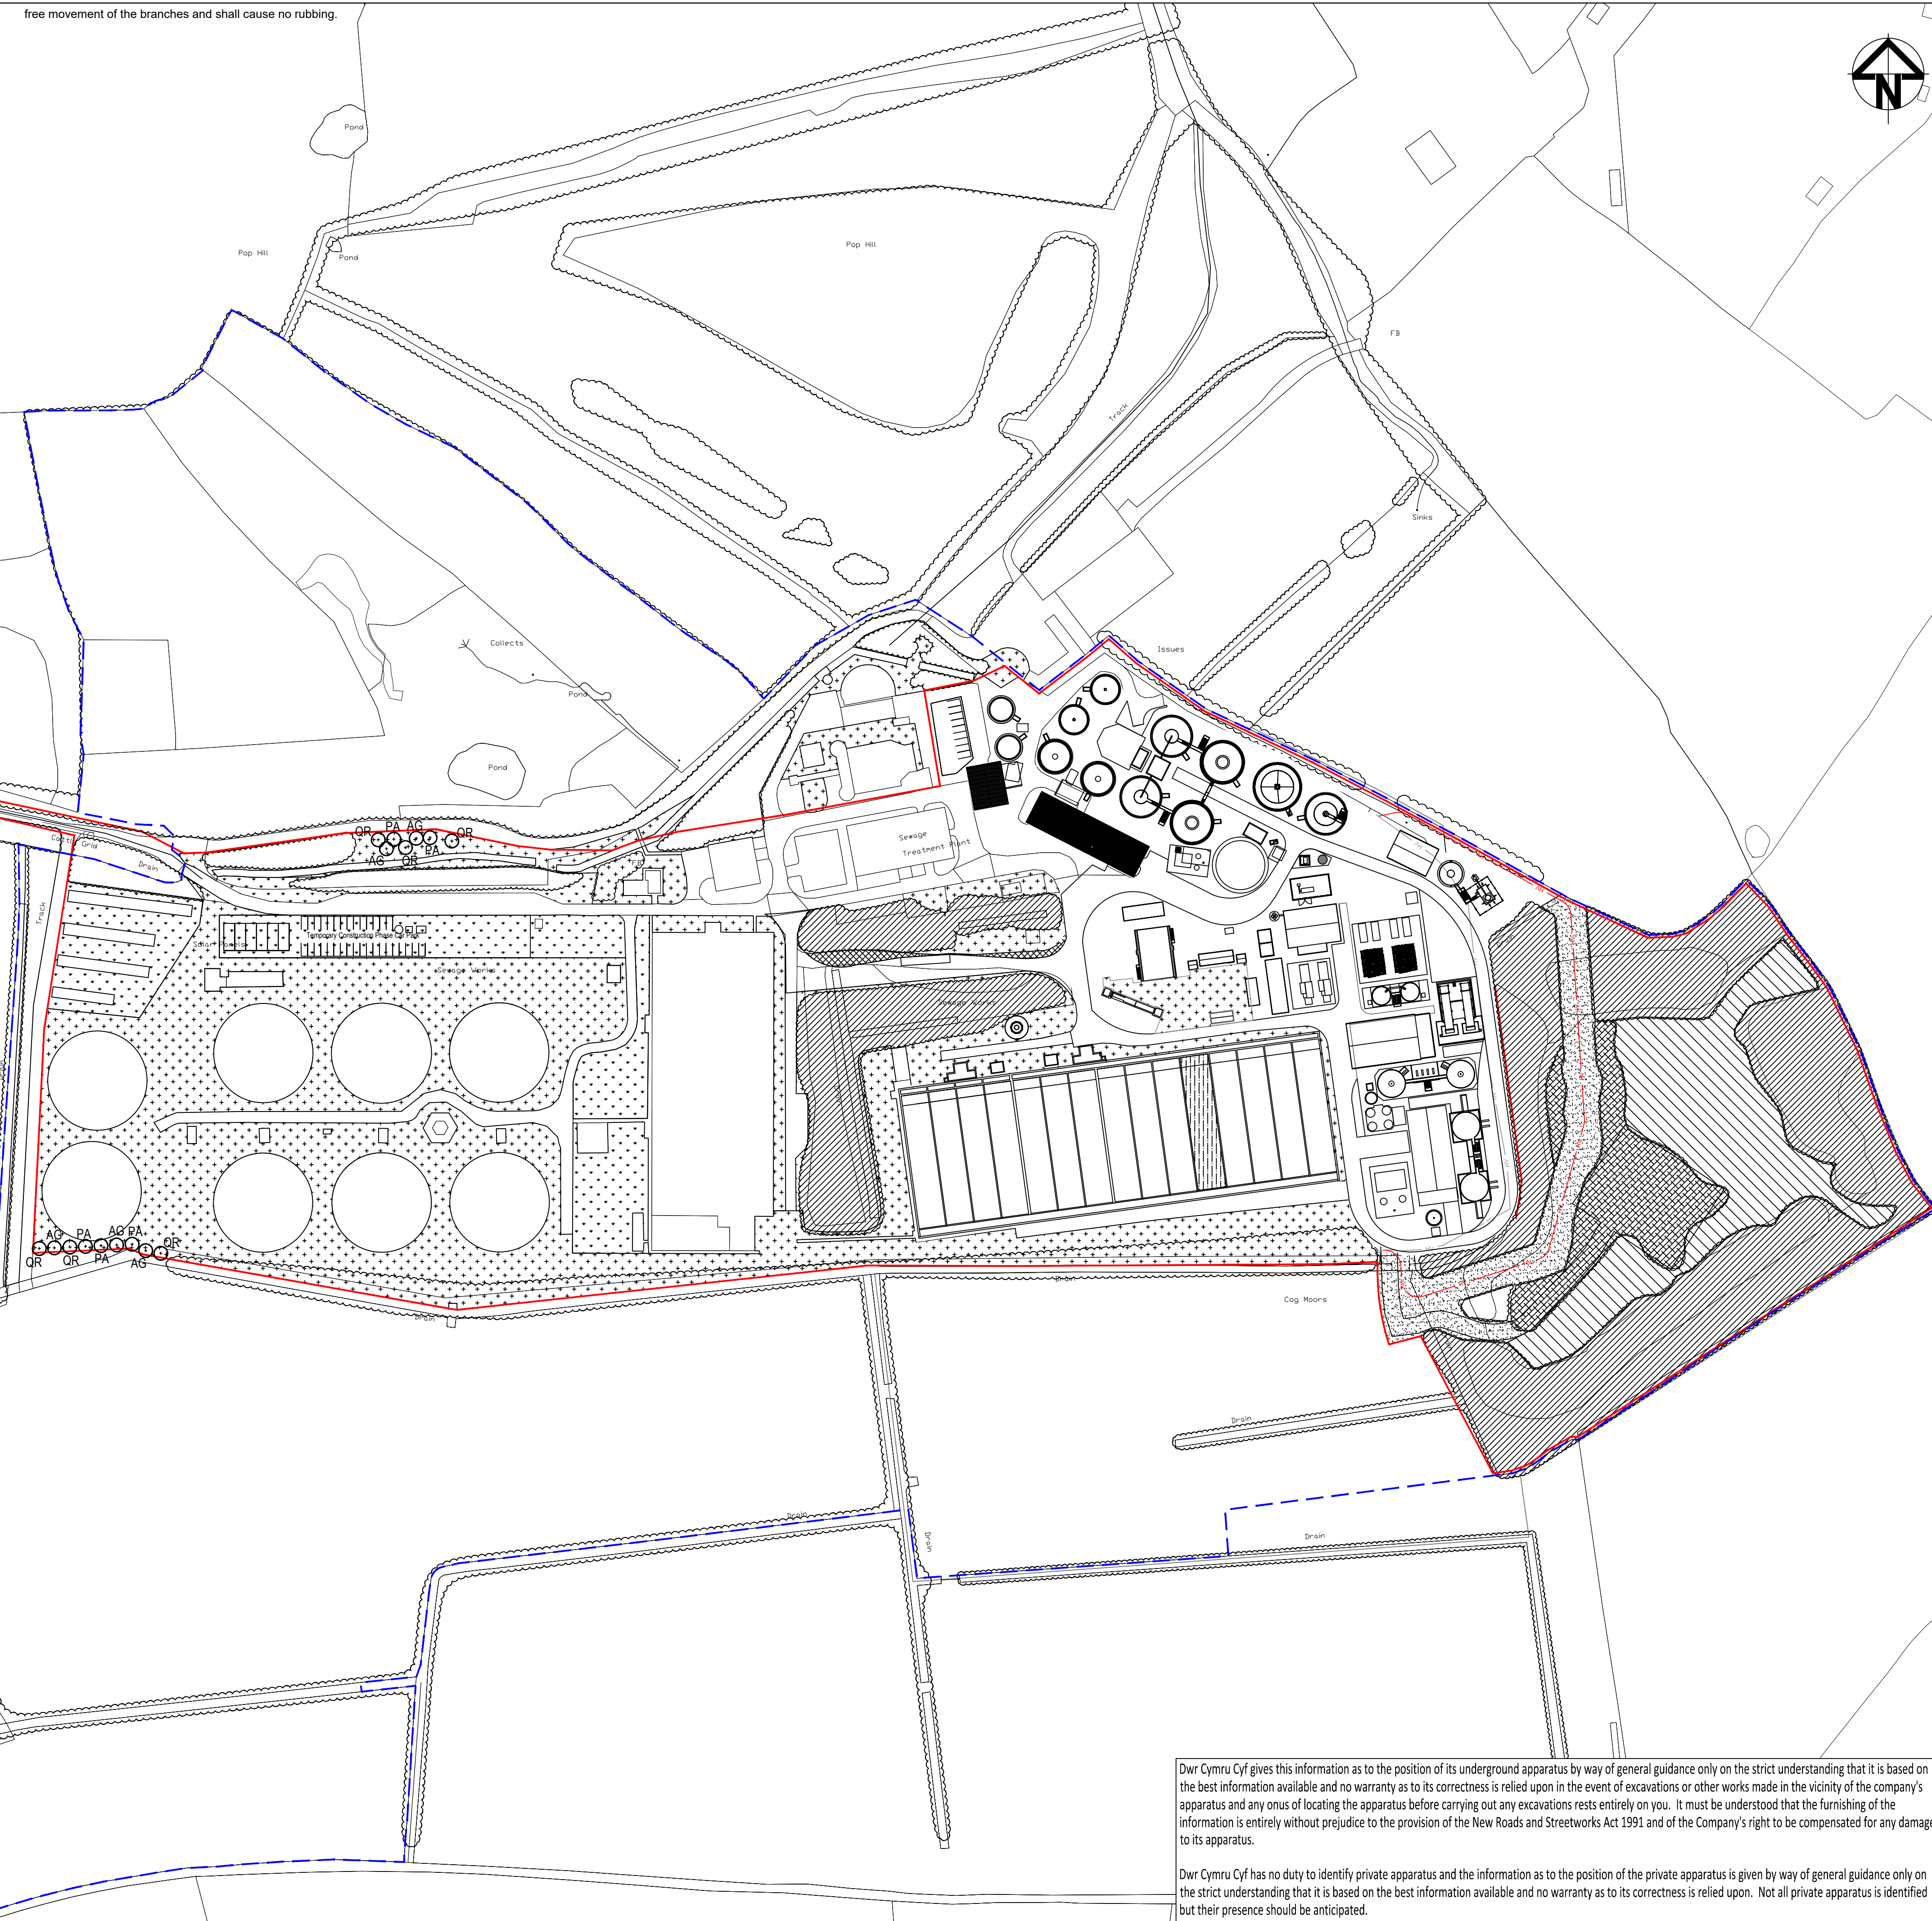 free movement of the branches and shall cause no rubbing.
N
Pond
Pop Hill
Pond
Pop Hill
FB
Track
Sinks
Collects
Issues
Pond
Pond
QR PA AG QR
AG QR PA
Cattle Grid
Drain
FB
Sewage
Treatment Plant
Track
Solar Panels
Temporary Construction Phase Car Park
Sewage Works
Sewage Works
Drain
Drain
AG PA AG PA QR
QR QR PA AG
Drain
Drain
Cog Moors
Drain
Drain
Drain
Drain
Dwr Cymru Cyf gives this information as to the position of its underground apparatus by way of general guidance only on the strict understanding that it is based on
the best information available and no warranty as to its correctness is relied upon in the event of excavations or other works made in the vicinity of the company's
apparatus and any onus of locating the apparatus before carrying out any excavations rests entirely on you. It must be understood that the furnishing of the
information is entirely without prejudice to the provision of the New Roads and Streetworks Act 1991 and of the Company's right to be compensated for any damage
to its apparatus.
Dwr Cymru Cyf has no duty to identify private apparatus and the information as to the position of the private apparatus is given by way of general guidance only on
the strict understanding that it is based on the best information available and no warranty as to its correctness is relied upon. Not all private apparatus is identified
but their presence should be anticipated.